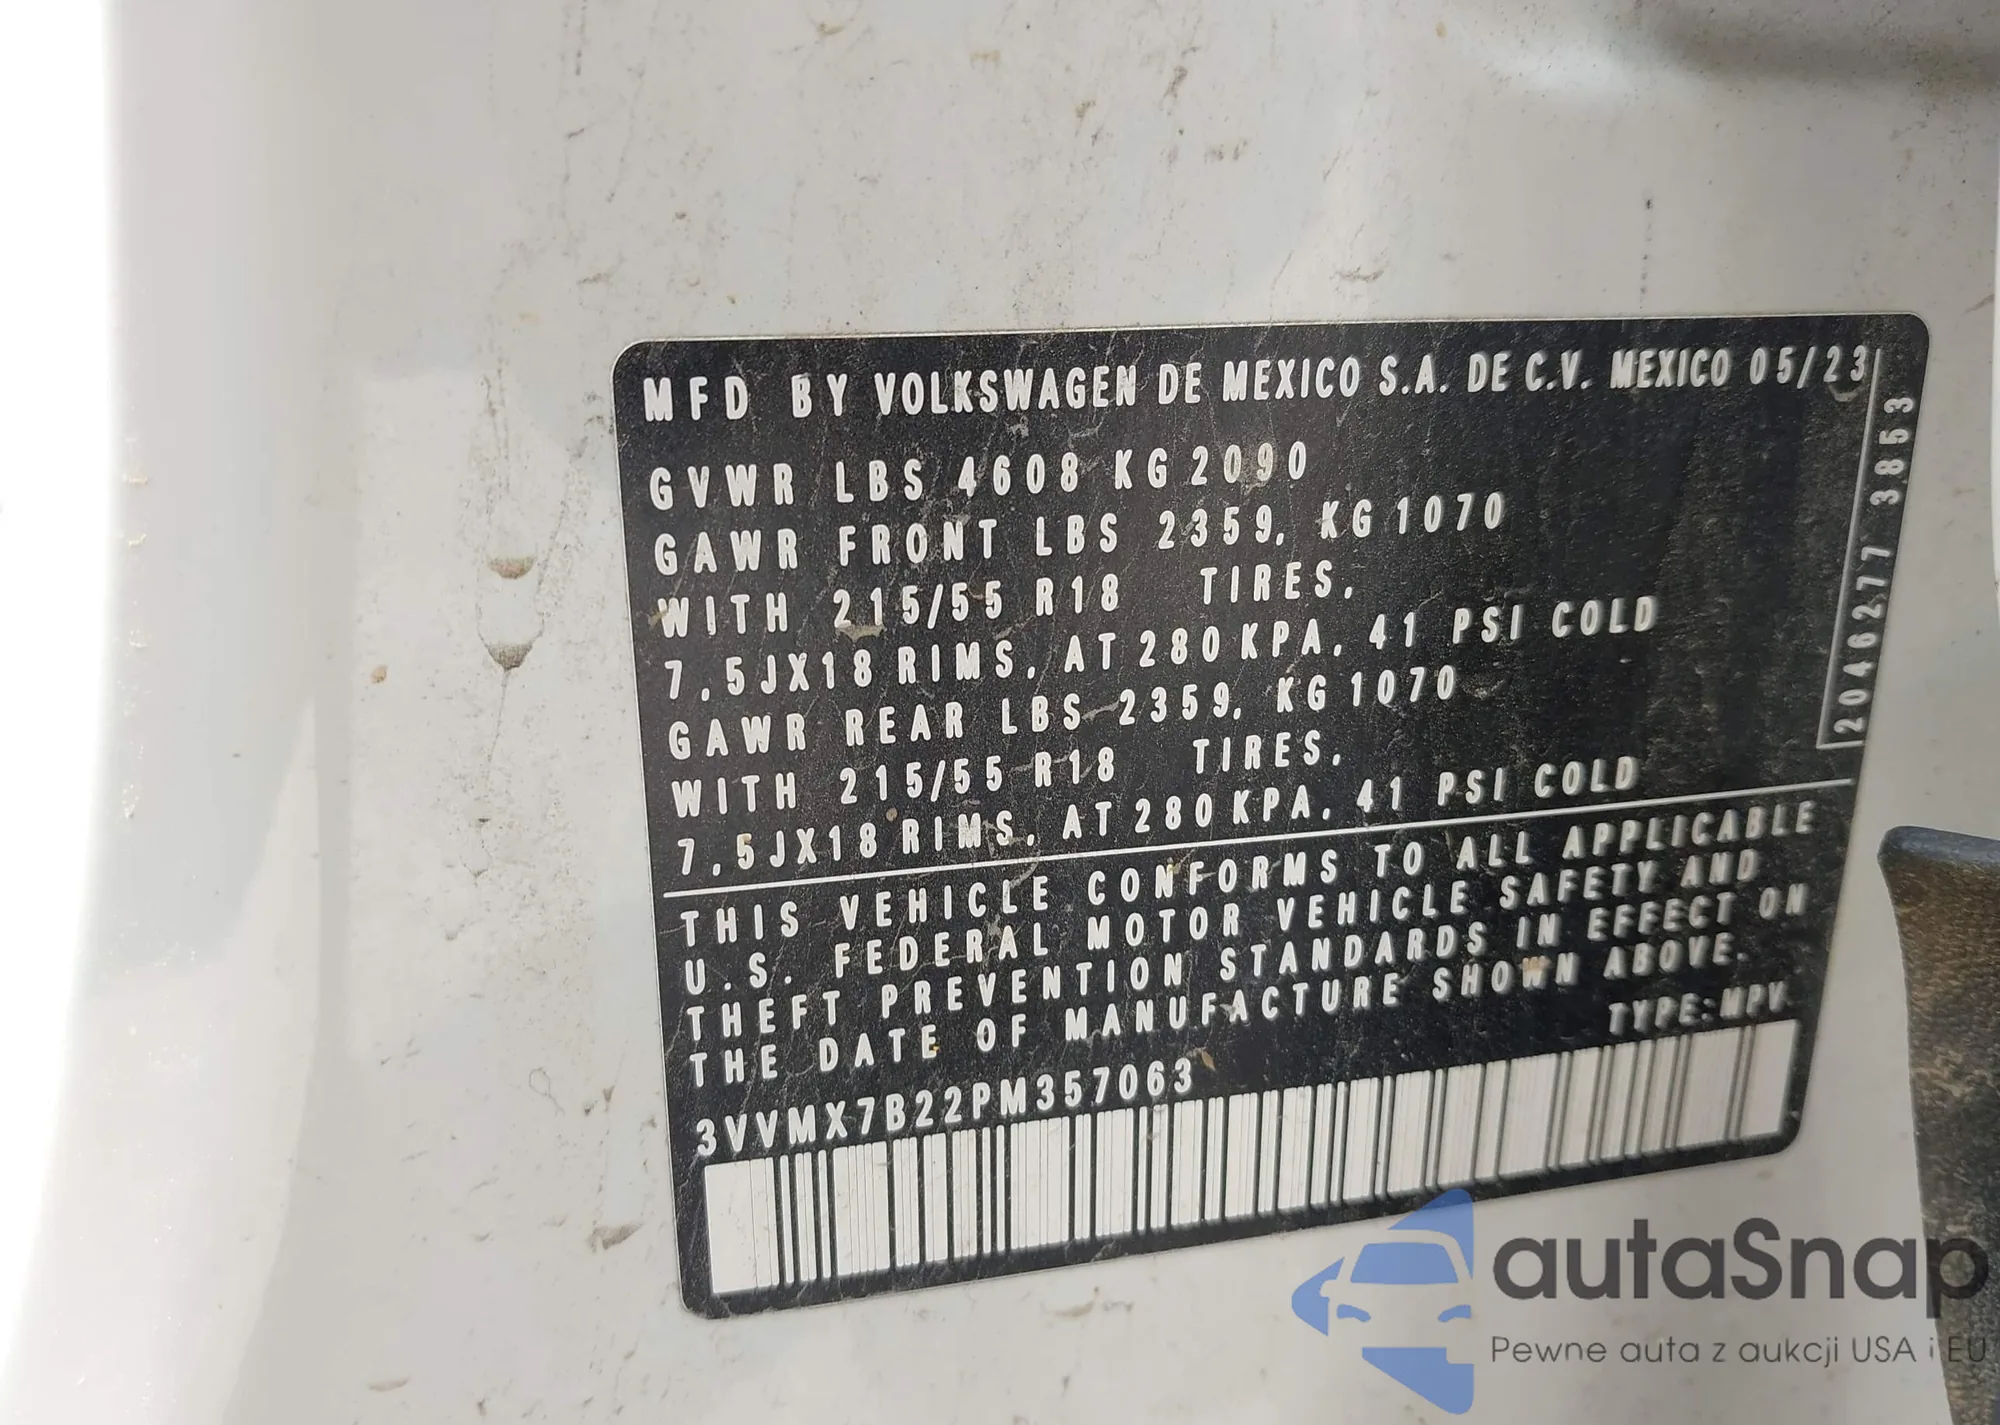 MFD BY VOLKSWAGEN DE MEXICO S.A. DE C.V. MEXICO 05/23
GVWR LBS 4608 KG 2090
GAWR FRONT LBS 2359, KG 1070
WITH 215/55 R18 TIRES,
7,5JX18 RIMS, AT 280 KPA, 41 PSI COLD
GAWR REAR LBS 2359, KG 1070
WITH 215/55 R18 TIRES,
7,5JX18 RIMS, AT 280 KPA, 41 PSI COLD
2046277 3853
THIS VEHICLE CONFORMS TO ALL APPLICABLE
U.S. FEDERAL MOTOR VEHICLE SAFETY AND
THEFT PREVENTION STANDARDS IN EFFECT ON
THE DATE OF MANUFACTURE SHOWN ABOVE.
TYPE:MPV
3VVMX7B22PM357063
autaSnap
Pewne auta z aukcji USA i EU